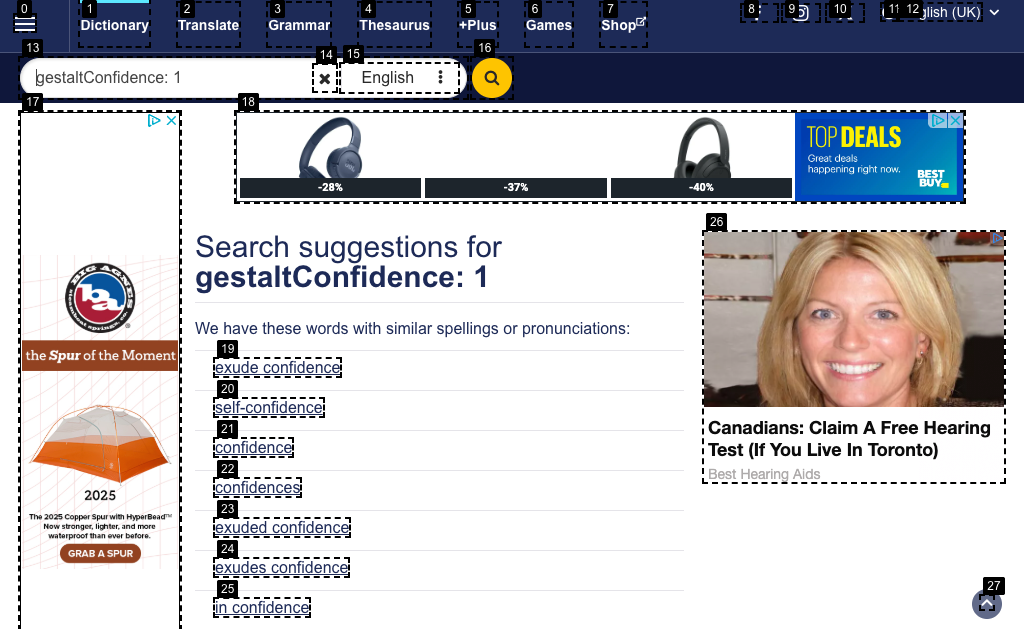 0 1 2 3 4 5 6 7 8 9 10 11 12
Dictionary Translate Grammar Thesaurus +Plus Games Shop glish (UK)
13 14 15 16
gestaltConfidence: 1 English
17 18
-28% -37% -40%
TOP DEALS
Great deals
happening right now.
BEST
BUY
26
Search suggestions for
gestaltConfidence: 1
We have these words with similar spellings or pronunciations:
19
exude confidence
20
self-confidence
21
confidence
22
confidences
23
exuded confidence
24
exudes confidence
25
in confidence
BIG AGNES
the Spur of the Moment
2025
The 2025 Copper Spur with HyperBead™
Now stronger, lighter, and more
waterproof than ever before.
GRAB A SPUR
Canadians: Claim A Free Hearing
Test (If You Live In Toronto)
Best Hearing Aids
27